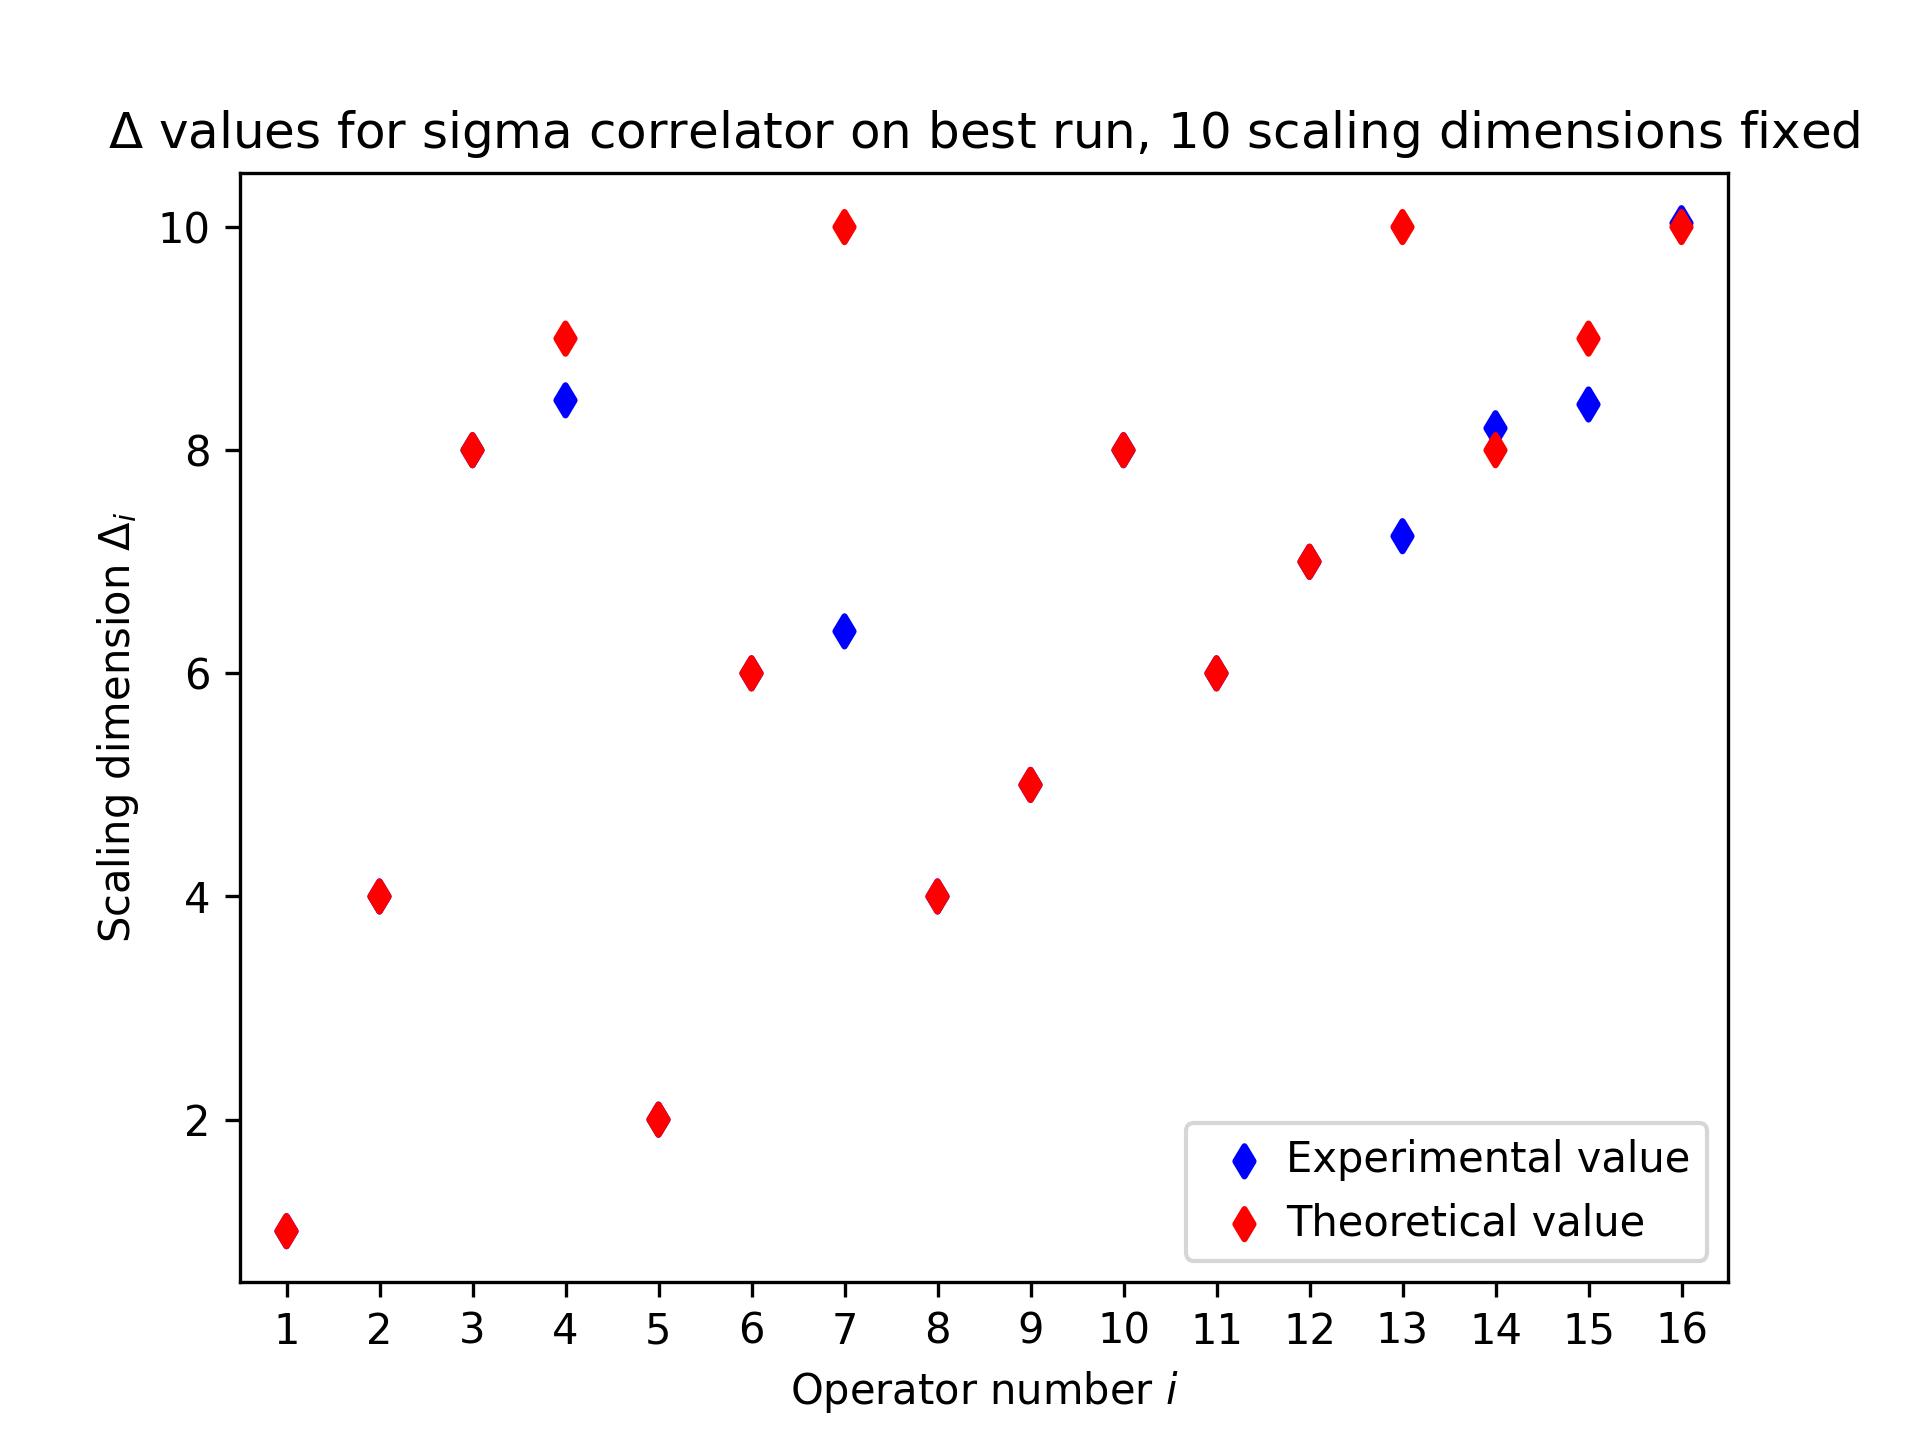 Δ values for sigma correlator on best run, 10 scaling dimensions fixed
10
8
6
4
2
Scaling dimension Δᵢ
Experimental value
Theoretical value
1 2 3 4 5 6 7 8 9 10 11 12 13 14 15 16
Operator number i